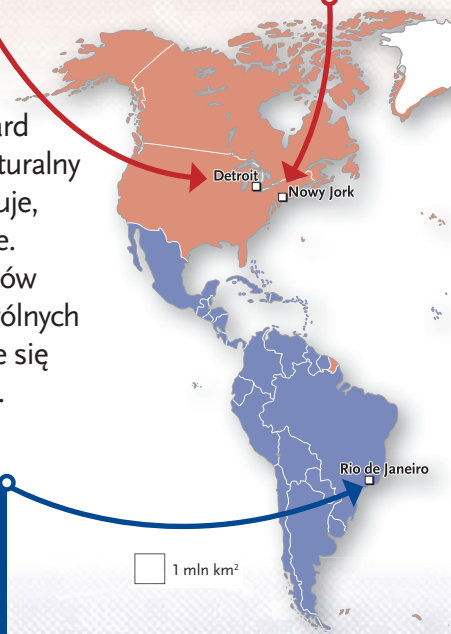 ard
turalny
uje,
e.
ów
ólnych
e się
.
Detroit
Nowy Jork
Rio de Janeiro
1 mln km²